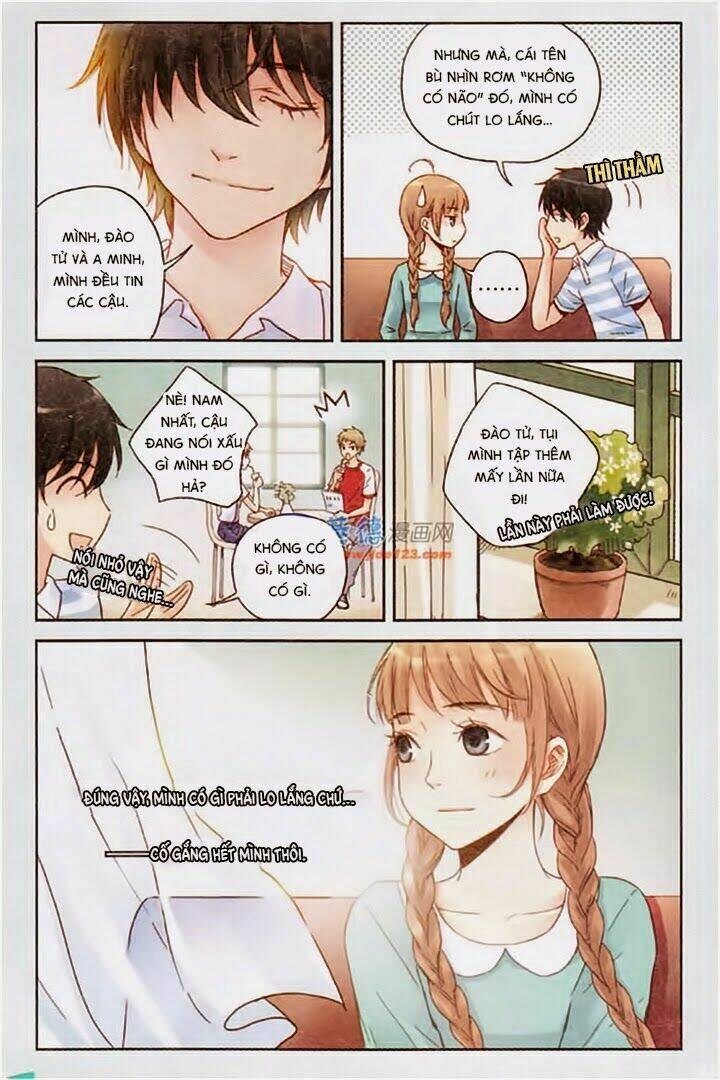 MÌNH, ĐÀO
TỬ VÀ A MINH,
MÌNH ĐỀU TIN
CÁC CẬU.
NHƯNG MÀ, CÁI TÊN
BÙ NHÌN RƠM “KHÔNG
CÓ NÃO” ĐÓ, MÌNH CÓ
CHÚT LO LẮNG...
THÌ THẦM
......
NÈ! NAM
NHẤT, CẬU
ĐANG NÓI XẤU
GÌ MÌNH ĐÓ
HẢ?
NÓI NHỎ VẬY
MÀ CŨNG NGHE...
KHÔNG CÓ
GÌ, KHÔNG
CÓ GÌ.
漫画网
ĐÀO TỬ, TỤI
MÌNH TẬP THÊM
MẤY LẦN NỮA
ĐI!
LẦN NÀY PHẢI LÀM ĐƯỢC!
ĐÚNG VẬY, MÌNH CÓ GÌ PHẢI LO LẮNG CHỨ...
——CỐ GẮNG HẾT MÌNH THÔI.